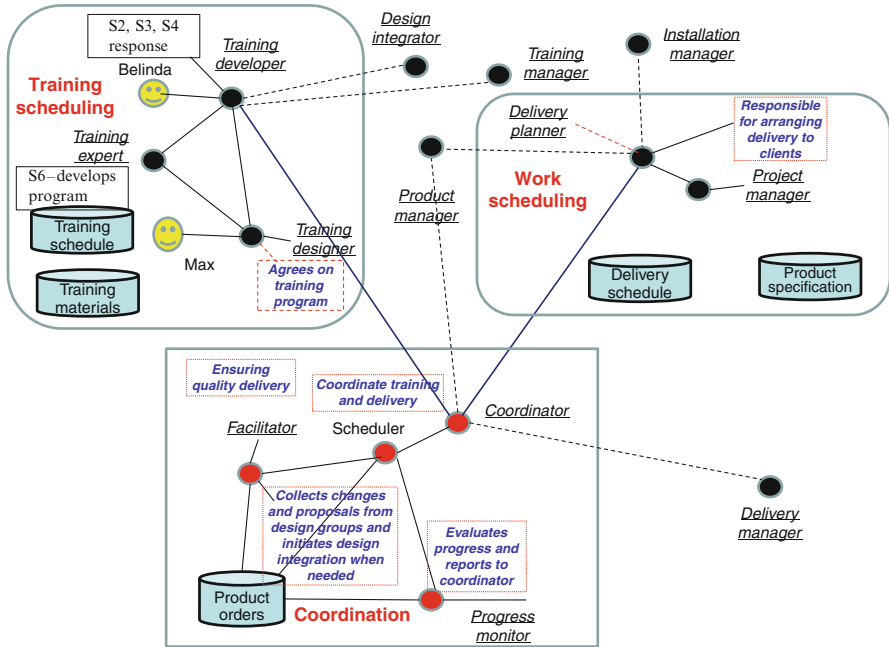 S2, S3, S4
response
Training
developer
Belinda
Training
scheduling
Training
expert
S6–develops
program
Training
schedule
Max
Training
designer
Agrees on
training
program
Training
materials
Design
integrator
Training
manager
Installation
manager
Delivery
planner
Responsible
for arranging
delivery to
clients
Product
manager
Work
scheduling
Project
manager
Delivery
schedule
Product
specification
Ensuring
quality delivery
Coordinate training
and delivery
Coordinator
Facilitator
Scheduler
Collects changes
and proposals from
design groups and
initiates design
integration when
needed
Evaluates
progress and
reports to
coordinator
Delivery
manager
Product
orders
Coordination
Progress
monitor